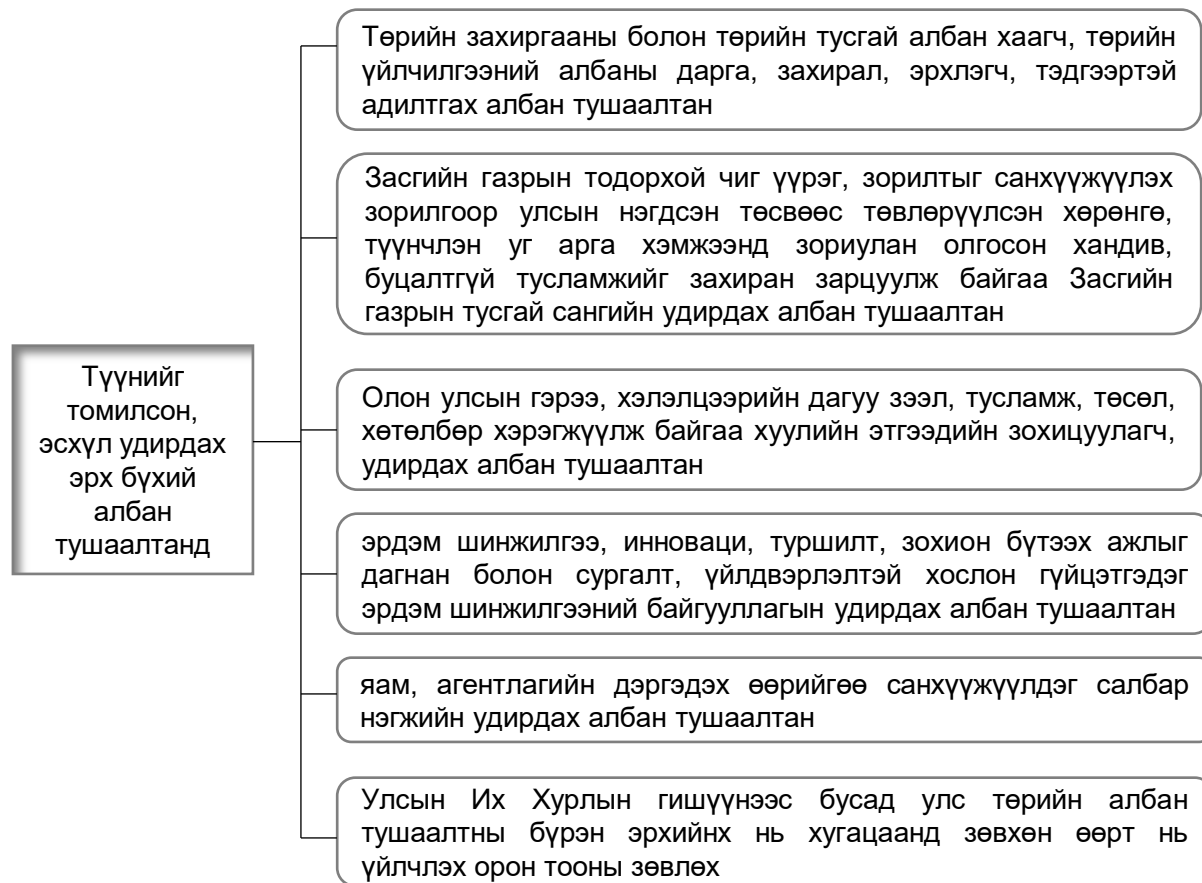 Түүнийг
томилсон,
эсхүл удирдах
эрх бүхий
албан
тушаалтанд
Төрийн захиргааны болон төрийн тусгай албан хаагч, төрийн
үйлчилгээний албаны дарга, захирал, эрхлэгч, тэдгээртэй
адилтгах албан тушаалтан
Засгийн газрын тодорхой чиг үүрэг, зорилтыг санхүүжүүлэх
зорилгоор улсын нэгдсэн төсвөөс төвлөрүүлсэн хөрөнгө,
түүнчлэн уг арга хэмжээнд зориулан олгосон хандив,
буцалтгүй тусламжийг захиран зарцуулж байгаа Засгийн
газрын тусгай сангийн удирдах албан тушаалтан
Олон улсын гэрээ, хэлэлцээрийн дагуу зээл, тусламж, төсөл,
хөтөлбөр хэрэгжүүлж байгаа хуулийн этгээдийн зохицуулагч,
удирдах албан тушаалтан
эрдэм шинжилгээ, инноваци, туршилт, зохион бүтээх ажлыг
дагнан болон сургалт, үйлдвэрлэлтэй хослон гүйцэтгэдэг
эрдэм шинжилгээний байгууллагын удирдах албан тушаалтан
яам, агентлагийн дэргэдэх өөрийгөө санхүүжүүлдэг салбар
нэгжийн удирдах албан тушаалтан
Улсын Их Хурлын гишүүнээс бусад улс төрийн албан
тушаалтны бүрэн эрхийнх нь хугацаанд зөвхөн өөрт нь
үйлчлэх орон тооны зөвлөх